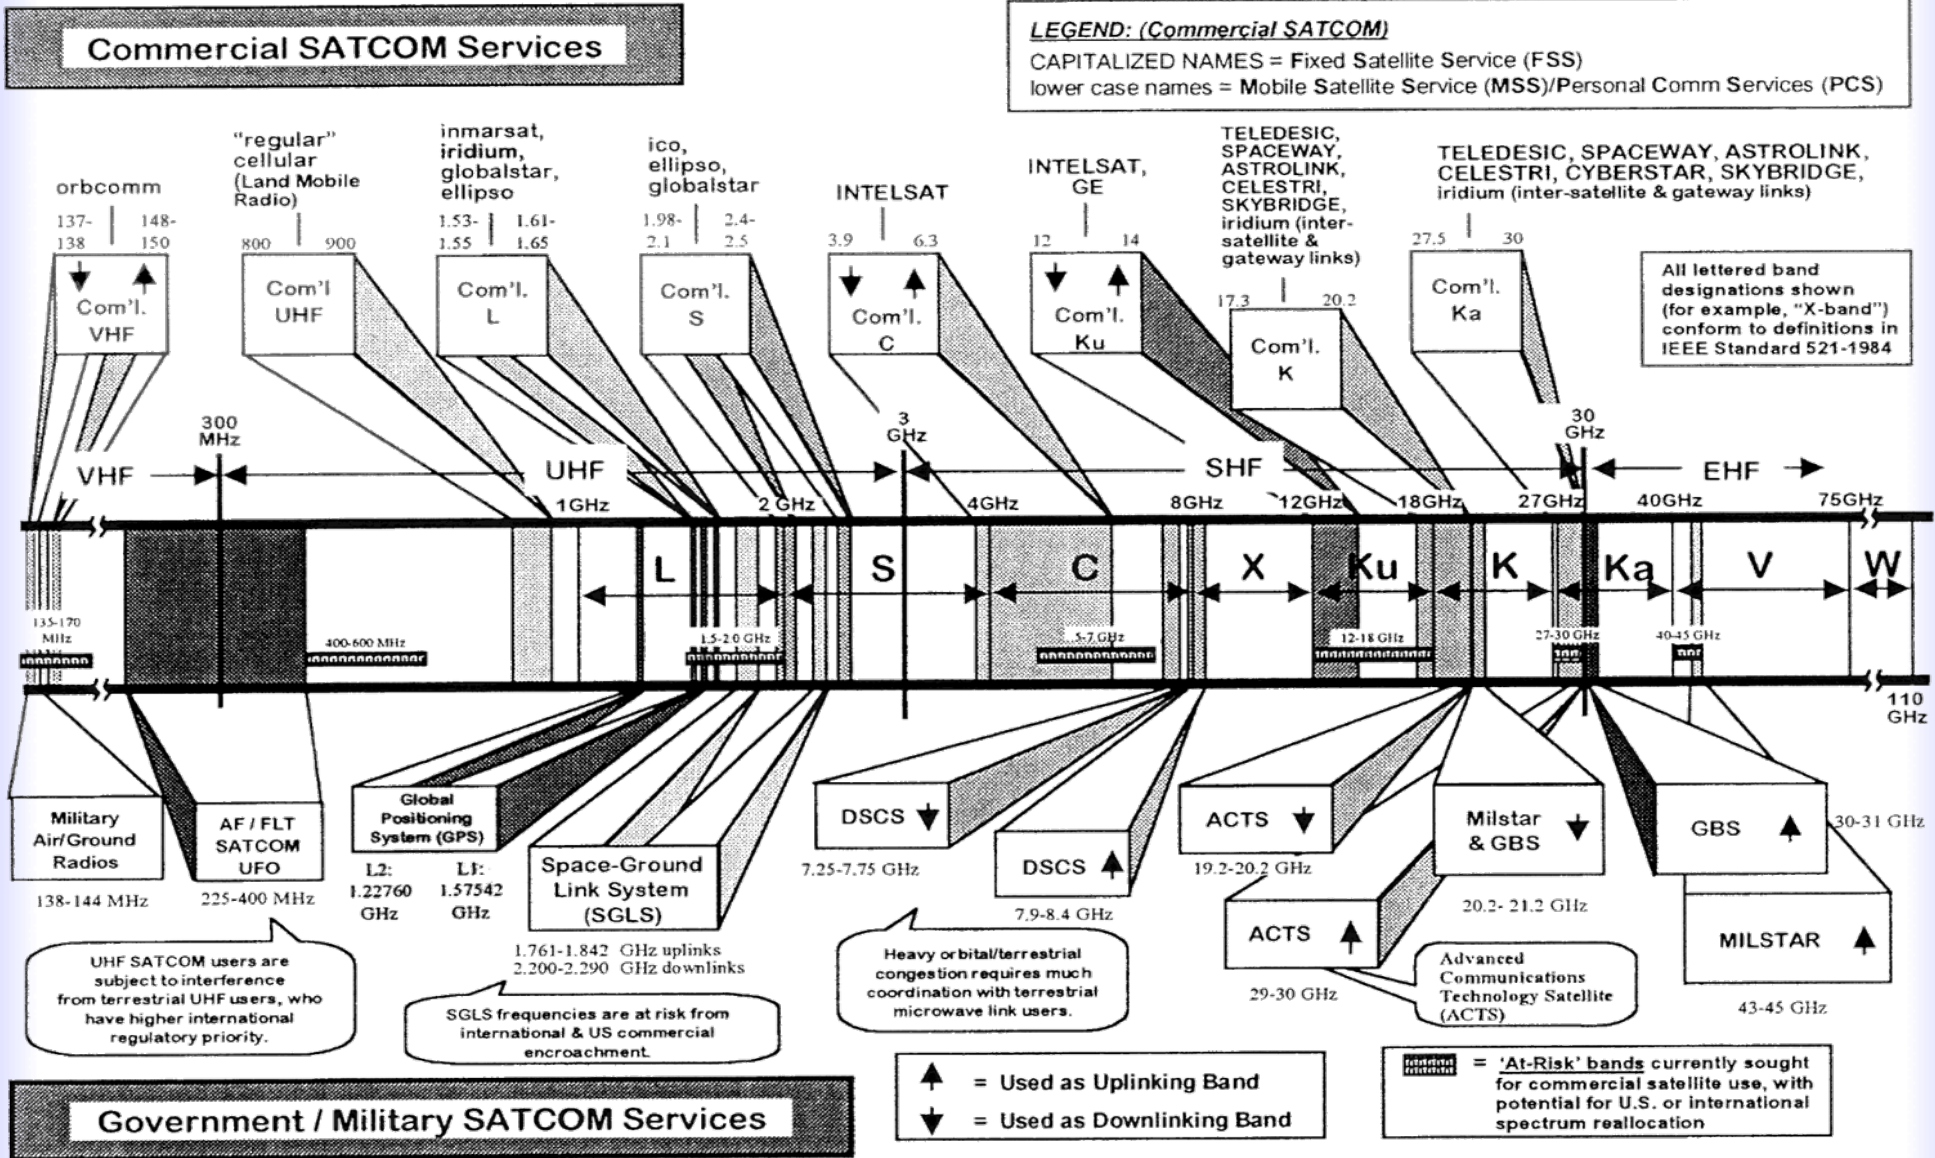 Commercial SATCOM Services
LEGEND: (Commercial SATCOM)
CAPITALIZED NAMES = Fixed Satellite Service (FSS)
lower case names = Mobile Satellite Service (MSS)/Personal Comm Services (PCS)
orbcomm
137-
138
148-
150
Com'l.
VHF
"regular"
cellular
(Land Mobile
Radio)
800
900
Com'l
UHF
inmarsat,
iridium,
globalstar,
ellipso
1.53-
1.55
1.61-
1.65
Com'l.
L
ico,
ellipso,
globalstar
1.98-
2.1
2.4-
2.5
Com'l.
S
INTELSAT
3.9
6.3
Com'l.
C
INTELSAT,
GE
12
14
Com'l.
Ku
TELEDESIC,
SPACEWAY,
ASTROLINK,
CELESTRI,
SKYBRIDGE,
iridium (inter-
satellite &
gateway links)
17.3
20.2
Com'l.
K
TELEDESIC, SPACEWAY, ASTROLINK,
CELESTRI, CYBERSTAR, SKYBRIDGE,
iridium (inter-satellite & gateway links)
27.5
30
Com'l.
Ka
All lettered band
designations shown
(for example, "X-band")
conform to definitions in
IEEE Standard 521-1984
300
MHz
3
GHz
30
GHz
VHF
UHF
SHF
EHF
1GHz
2 GHz
4GHz
8GHz
12GHz
18GHz
27GHz
40GHz
75GHz
L
S
C
X
Ku
K
Ka
V
W
135-170
MHz
400-600 MHz
1.5-2.0 GHz
.5-7 GHz
12-18 GHz
27-30 GHz
40-45 GHz
110
GHz
Military
Air/Ground
Radios
138-144 MHz
AF / FLT
SATCOM
UFO
225-400 MHz
Global
Positioning
System (GPS)
L2:
1.22760
GHz
L1:
1.57542
GHz
Space-Ground
Link System
(SGLS)
1.761-1.842 GHz uplinks
2.200-2.290 GHz downlinks
DSCS
7.25-7.75 GHz
DSCS
7.9-8.4 GHz
ACTS
19.2-20.2 GHz
ACTS
29-30 GHz
Milstar
& GBS
20.2- 21.2 GHz
GBS
30-31 GHz
MILSTAR
43-45 GHz
UHF SATCOM users are
subject to interference
from terrestrial UHF users, who
have higher international
regulatory priority.
SGLS frequencies are at risk from
international & US commercial
encroachment.
Heavy orbital/terrestrial
congestion requires much
coordination with terrestrial
microwave link users.
Advanced
Communications
Technology Satellite
(ACTS)
= Used as Uplinking Band
= Used as Downlinking Band
= 'At-Risk' bands currently sought
for commercial satellite use, with
potential for U.S. or international
spectrum reallocation
Government / Military SATCOM Services